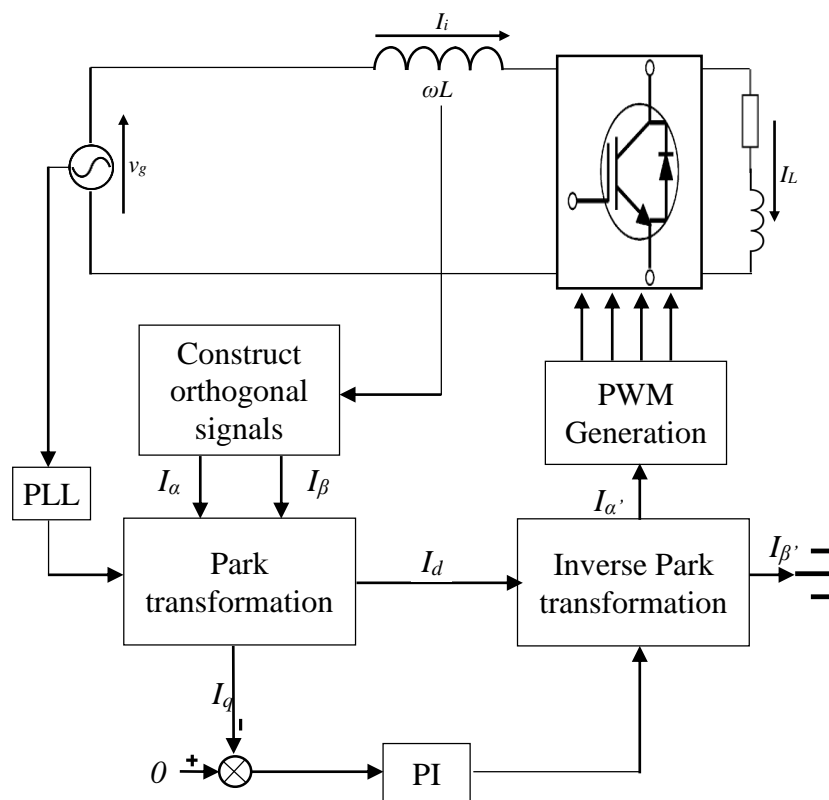 I_i
ωL
v_g
I_L
Construct
orthogonal
signals
PWM
Generation
I_α
I_β
PLL
I_α’
I_β’
Park
transformation
I_d
Inverse Park
transformation
I_q
-
0
+
PI